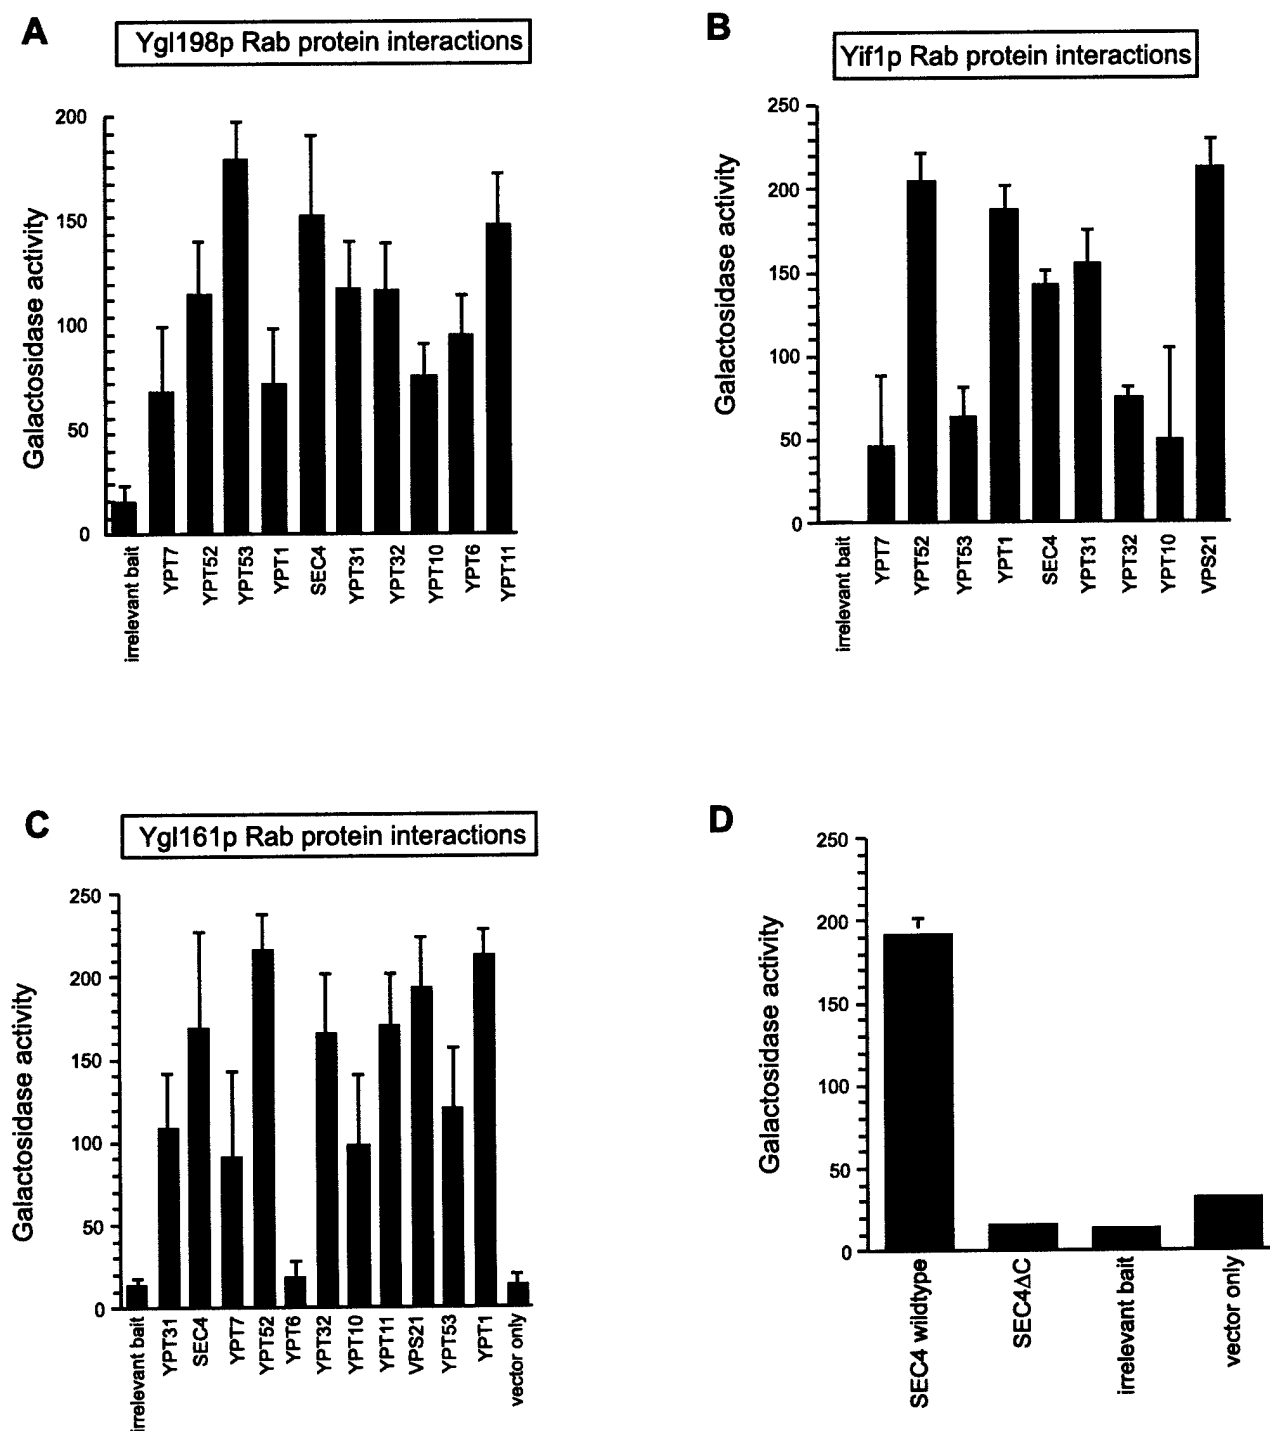 A
Ygl198p Rab protein interactions
Galactosidase activity
200
150
100
50
0
irrelevant bait
YPT7
YPT52
YPT53
YPT1
SEC4
YPT31
YPT32
YPT10
YPT6
YPT11
B
Yif1p Rab protein interactions
Galactosidase activity
250
200
150
100
50
0
irrelevant bait
YPT7
YPT52
YPT53
YPT1
SEC4
YPT31
YPT32
YPT10
VPS21
C
Ygl161p Rab protein interactions
Galactosidase activity
250
200
150
100
50
0
irrelevant bait
YPT31
SEC4
YPT7
YPT52
YPT6
YPT32
YPT10
YPT11
VPS21
YPT53
YPT1
vector only
D
Galactosidase activity
250
200
150
100
50
0
SEC4 wildtype
SEC4ΔC
irrelevant bait
vector only